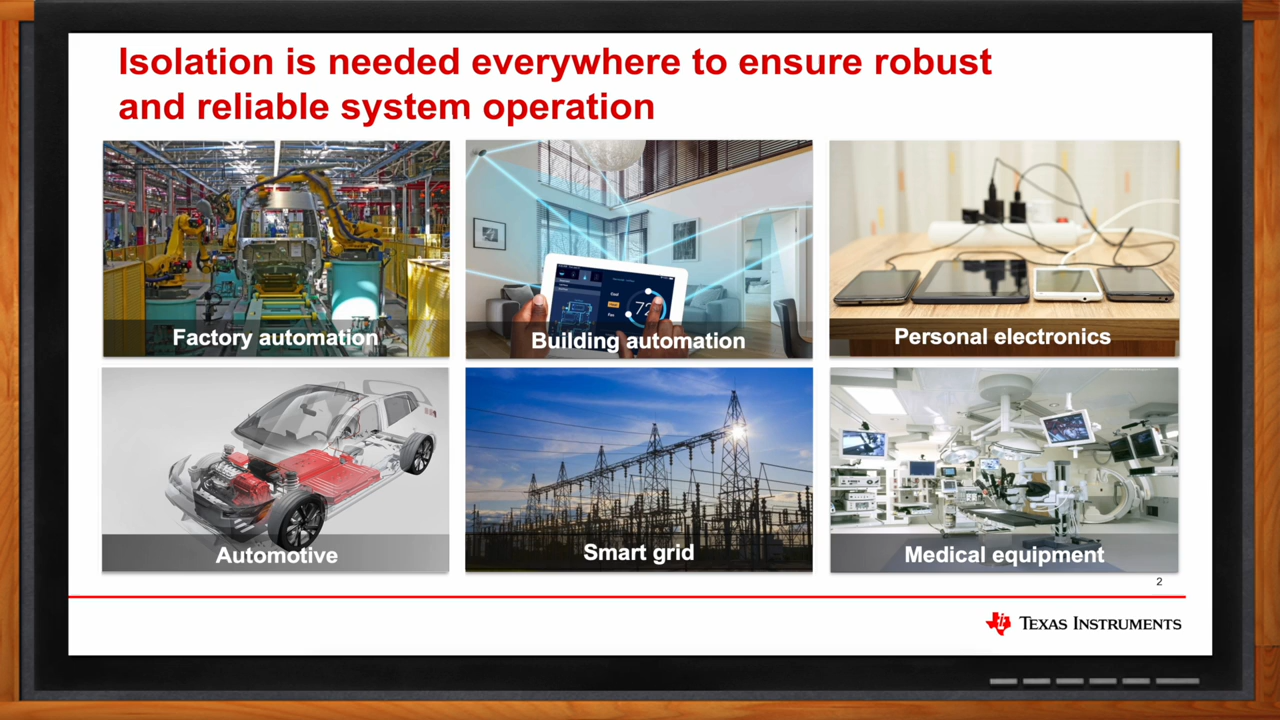 Isolation is needed everywhere to ensure robust
and reliable system operation
Factory automation
Building automation
Personal electronics
72
Automotive
Smart grid
Medical equipment
2
TEXAS INSTRUMENTS